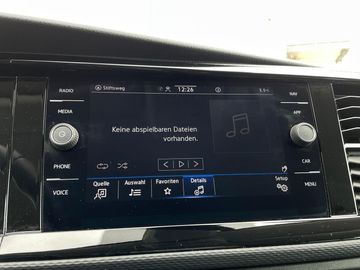 RADIO
MEDIA
PHONE
VOICE
Stiftsweg
12:26
Keine abspielbaren Dateien
vorhanden.
Quelle
Auswahl
Favoriten
Details
Setup
NAV
APP
CAR
MENU